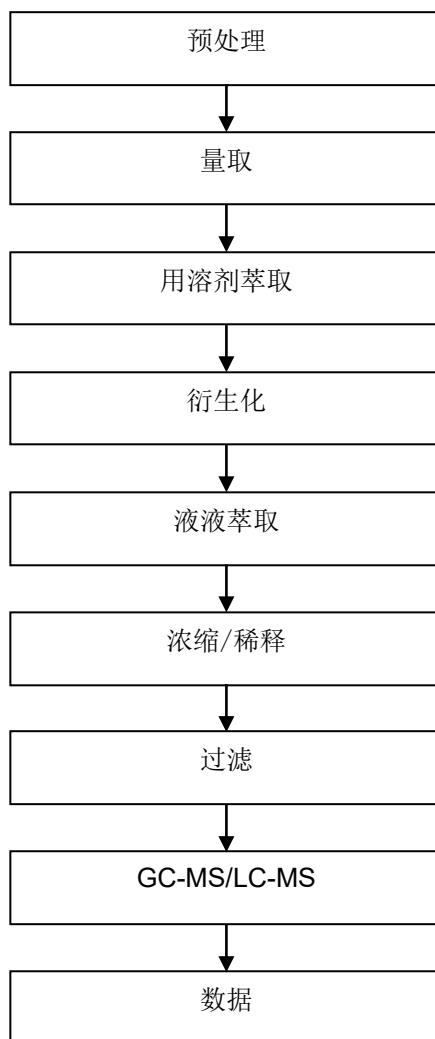 预处理
量取
用溶剂萃取
衍生化
液液萃取
浓缩/稀释
过滤
GC-MS/LC-MS
数据